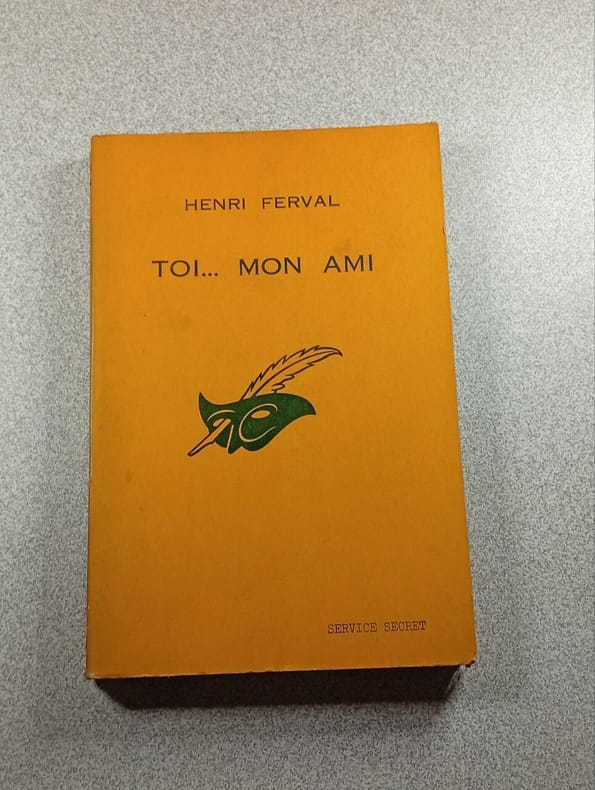 HENRI FERVAL
TOI... MON AMI
SERVICE SECRET